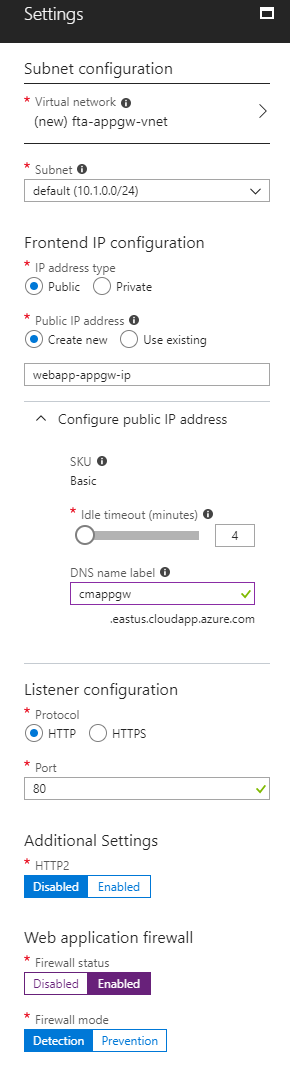 Settings
Subnet configuration
* Virtual network
(new) fta-appgw-vnet
* Subnet
default (10.1.0.0/24)
Frontend IP configuration
* IP address type
Public Private
* Public IP address
Create new Use existing
webapp-appgw-ip
Configure public IP address
SKU
Basic
* Idle timeout (minutes)
4
DNS name label
cmappgw
.eastus.cloudapp.azure.com
Listener configuration
* Protocol
HTTP HTTPS
* Port
80
Additional Settings
* HTTP2
Disabled Enabled
Web application firewall
* Firewall status
Disabled Enabled
* Firewall mode
Detection Prevention